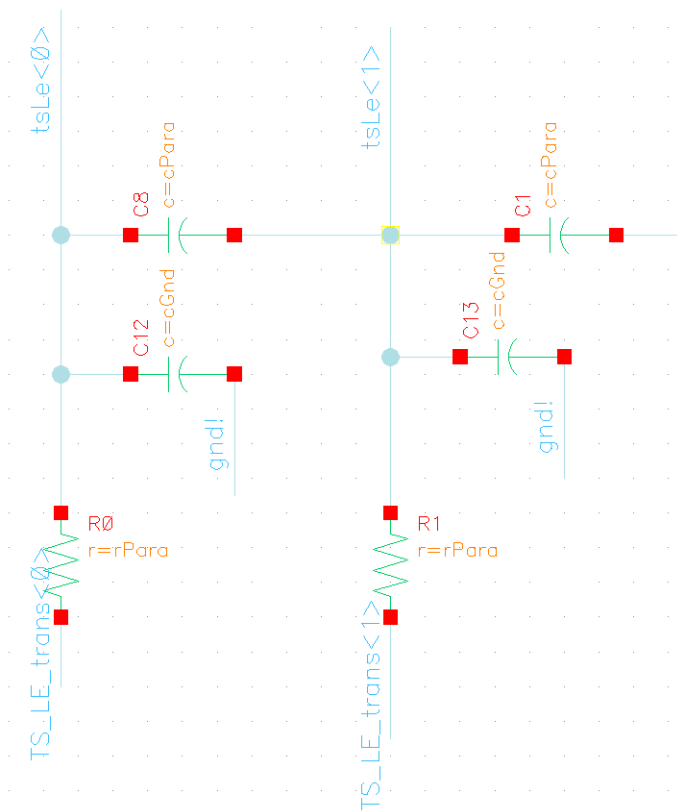 tsLe<0>
tsLe<1>
C8
c=cPara
C1
c=cPara
C12
c=cGnd
C13
c=cGnd
gnd!
gnd!
R0
r=rPara
R1
r=rPara
TS_LE_trans<0>
TS_LE_trans<1>